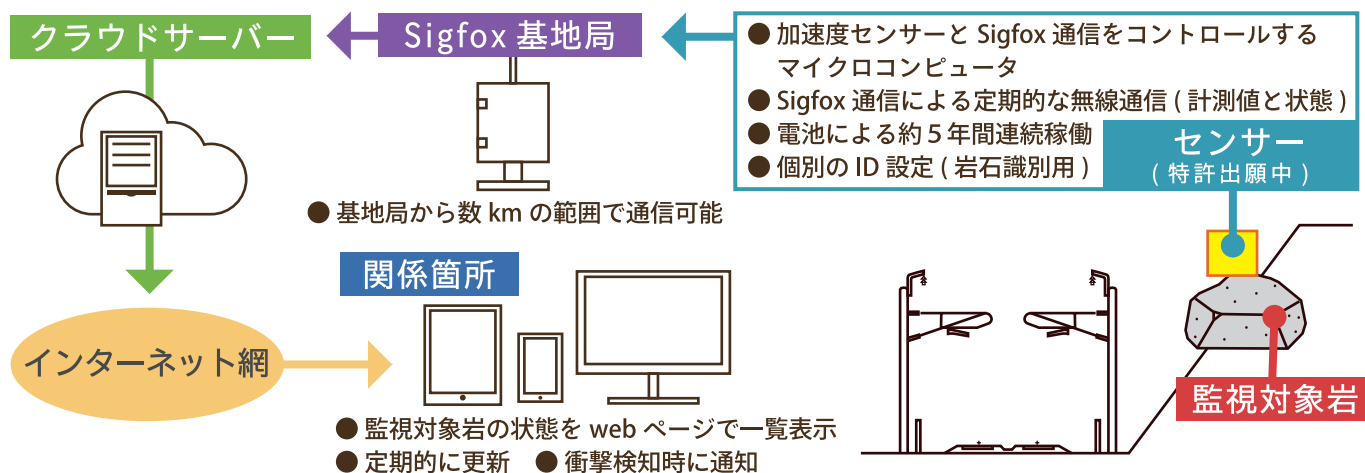 クラウドサーバー
Sigfox 基地局
● 加速度センサーと Sigfox 通信をコントロールする
マイクロコンピュータ
● Sigfox 通信による定期的な無線通信 ( 計測値と状態 )
● 電池による約５年間連続稼働
● 個別の ID 設定 ( 岩石識別用 )
センサー
( 特許出願中 )
● 基地局から数 km の範囲で通信可能
関係箇所
インターネット網
監視対象岩
● 監視対象岩の状態を web ページで一覧表示
● 定期的に更新 ● 衝撃検知時に通知